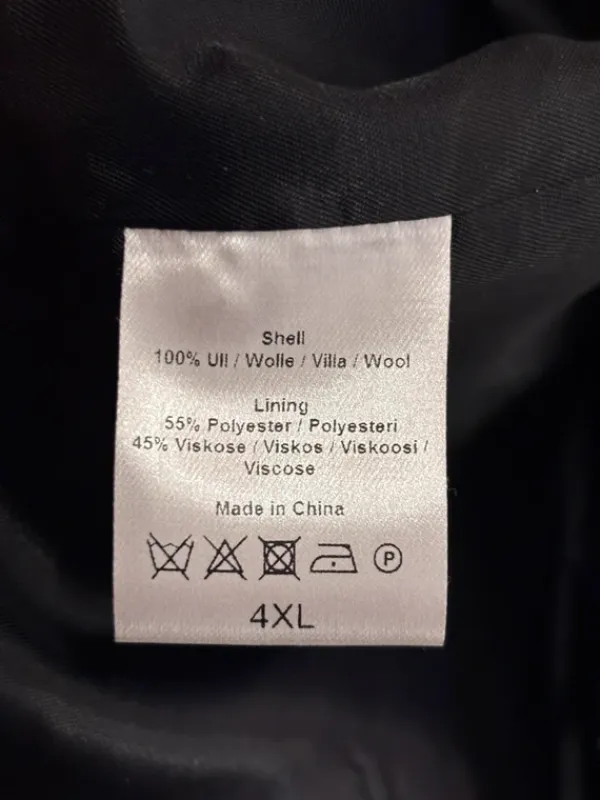 Shell
100% Ull / Wolle / Villa / Wool
Lining
55% Polyester / Polyesteri
45% Viskose / Viskos / Viskoosi /
Viscose
Made in China
P
4XL